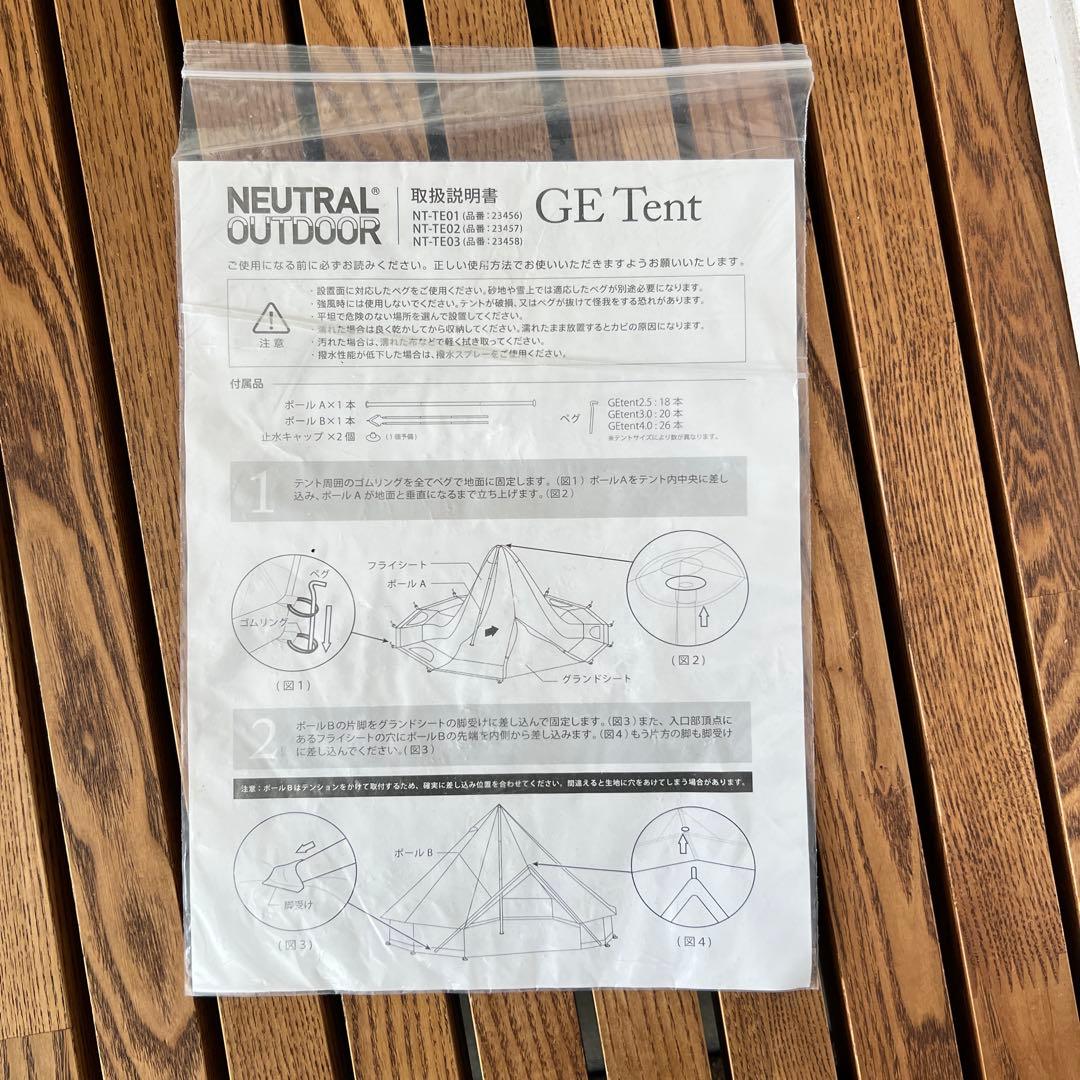 NEUTRAL®
OUTDOOR
取扱説明書
NT-TE01(品番:23456)
NT-TE02(品番:23457)
NT-TE03(品番:23458)
GE Tent
ご使用になる前に必ずお読みください。正しい使用方法でお使いいただきますようお願いいたします。
注意
・設置面に対応したペグをご使用ください。砂地や雪上では適応したペグが別途必要になります。
・強風時には使用しないでください。テントが破損、又はペグが抜けて怪我をする恐れがあります。
・平坦で危険のない場所を選んで設置してください。
・濡れた場合は良く乾かしてから収納してください。濡れたまま放置するとカビの原因になります。
・汚れた場合は、濡れた布などで軽く拭き取ってください。
・撥水性能が低下した場合は、撥水スプレーをご使用ください。
付属品
ポール A×1 本
ポール B×1 本
止水キャップ ×2 個
(1個予備)
ペグ
GEtent2.5 : 18 本
GEtent3.0 : 20 本
GEtent4.0 : 26 本
※テントサイズにより数が異なります。
1
テント周囲のゴムリングを全てペグで地面に固定します。(図1) ポールAをテント内中央に差し
込み、ポール A が地面と垂直になるまで立ち上げます。(図2)
ペグ
ゴムリング
(図1)
フライシート
ポール A
グランドシート
(図2)
2
ポールBの片脚をグランドシートの脚受けに差し込んで固定します。(図3) また、入口部頂点に
あるフライシートの穴にポールBの先端を内側から差し込みます。(図4) もう片方の脚も脚受け
に差し込んでください。(図3)
注意:ポールBはテンションをかけて取付するため、確実に差し込み位置を合わせてください。間違えると生地に穴をあけてしまう場合があります。
脚受け
(図3)
ポール B
(図4)